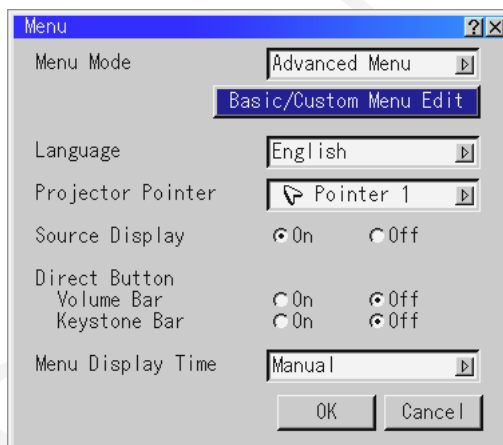 Menu ? ×
Menu Mode Advanced Menu
Basic/Custom Menu Edit
Language English
Projector Pointer Pointer 1
Source Display On Off
Direct Button
Volume Bar On Off
Keystone Bar On Off
Menu Display Time Manual
OK Cancel